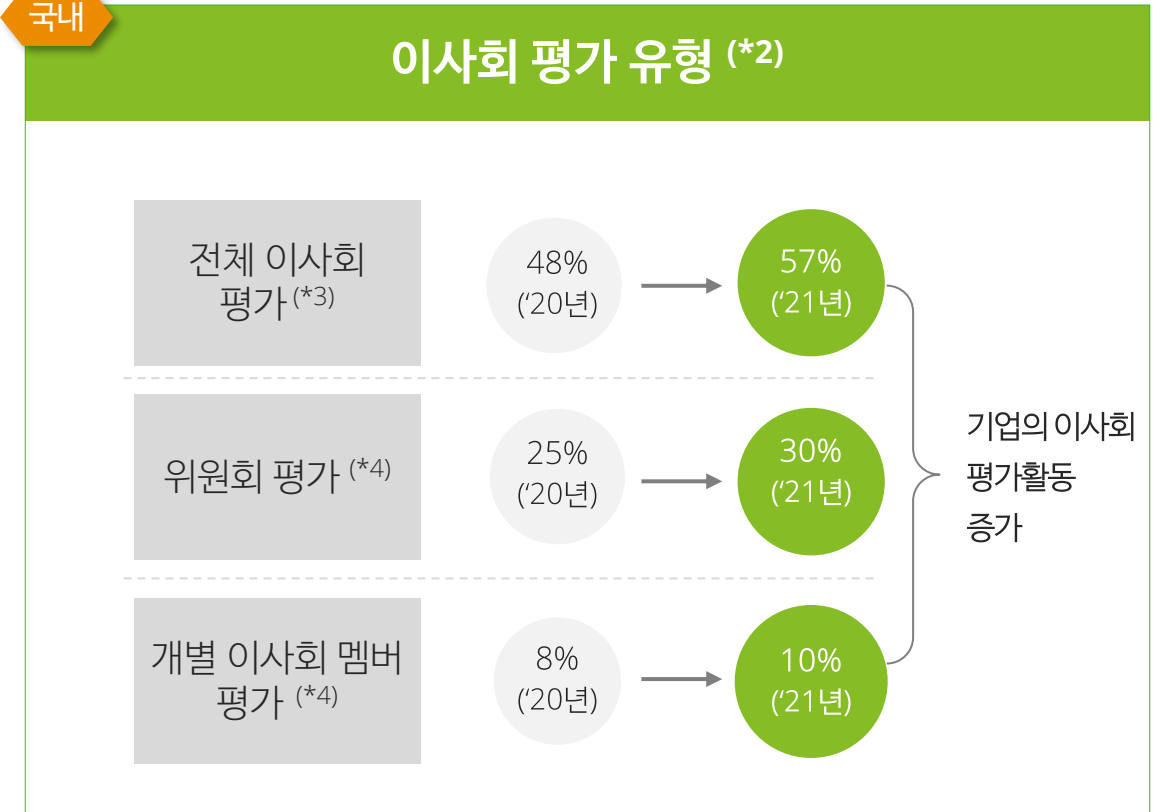 국내
이사회 평가 유형 (*2)
전체 이사회
평가 (*3)
48%
(‘20년)
57%
(‘21년)
위원회 평가 (*4)
25%
(‘20년)
30%
(‘21년)
개별 이사회 멤버
평가 (*4)
8%
(‘20년)
10%
(‘21년)
기업의 이사회
평가활동
증가